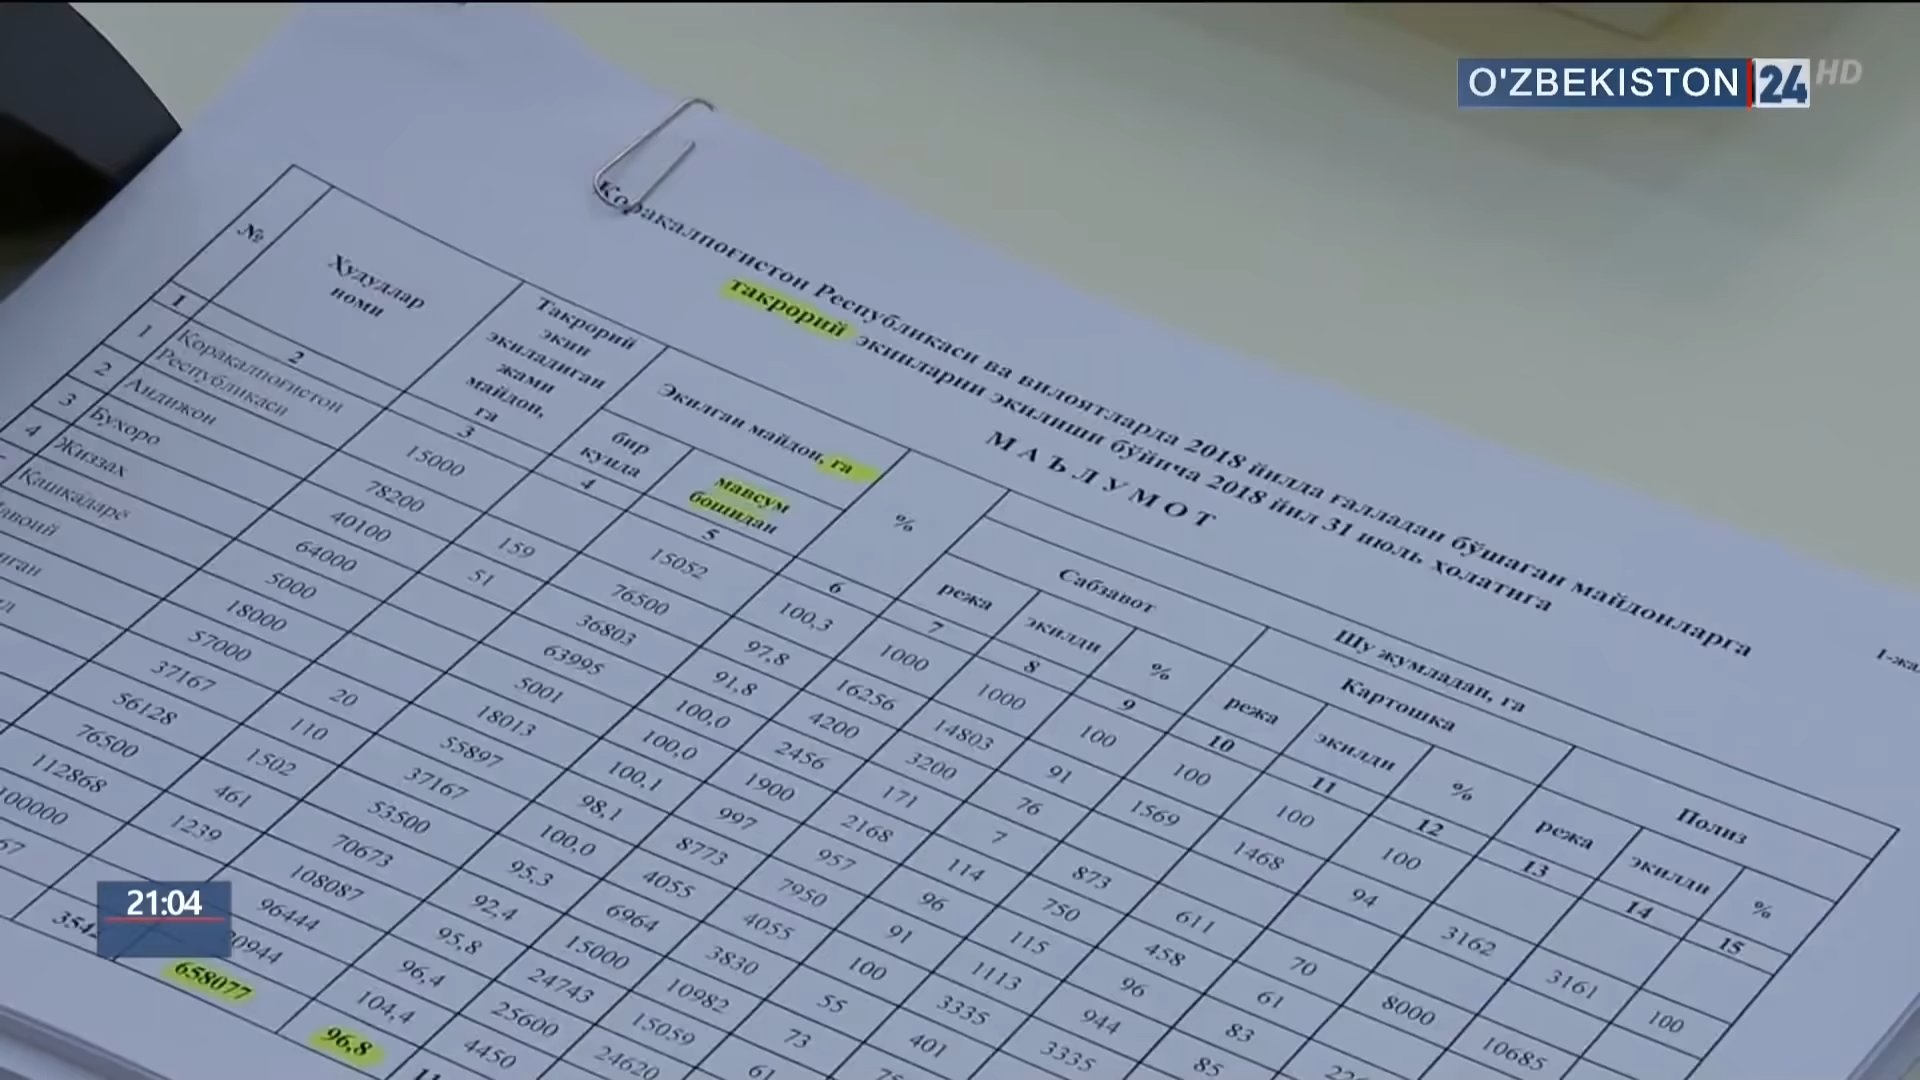 O'ZBEKISTON 24 HD
Қорақалпоғистон Республикаси ва вилоятларда 2018 йилда ғалладан бўшаган майдонларга
такрорий экинларни экилиши бўйича 2018 йил 31 июль ҳолатига
МАЪЛУМОТ
№
Ҳудудлар
номи
Такрорий
экин
экиладиган
жами
майдон,
га
Экилган майдон, га
бир
кунда
мавсум
бошидан
%
Шу жумладан, га
Сабзавот
Картошка
Полиз
режа экилди %
режа экилди %
режа экилди %
1 2 3 4 5 6 7 8 9 10 11 12 13 14 15
1 Қорақалпоғистон
Республикаси
15000 15052 100,3 1000 1000 100 100 100 100 3162 3161 100
2 Андижон 78200 159 76500 97,8 16256 14803 91 1569 1468 94 8000 10685
3 Бухоро 40100 51 36803 91,8 4200 3200 76 873 611 70
4 Жиззах 64000 63995 100,0 2456 171 7
Қашқадарё 5000 5001 100,0 1900 2168 114 750 458 61
18000 20 18013 100,1 997 957 96 115 96 83
57000 110 55897 98,1 8773 7950 91 1113 944 85
37167 37167 100,0 4055 4055 100 3335 3335
56128 1502 53500 95,3 6964 3830 55 401
76500 461 70673 92,4 15000 10982 73
112868 1239 108087 95,8 24743 15059 61
100000 96444 96,4 25600 24620
104,4 4450
658077 96,8
21:04